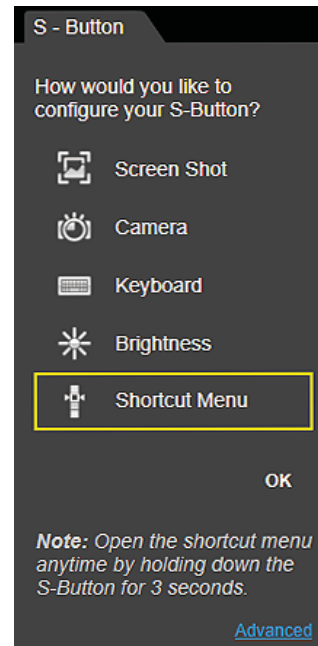 S - Button
How would you like to
configure your S-Button?
Screen Shot
Camera
Keyboard
Brightness
Shortcut Menu
OK
Note: Open the shortcut menu
anytime by holding down the
S-Button for 3 seconds.
Advanced